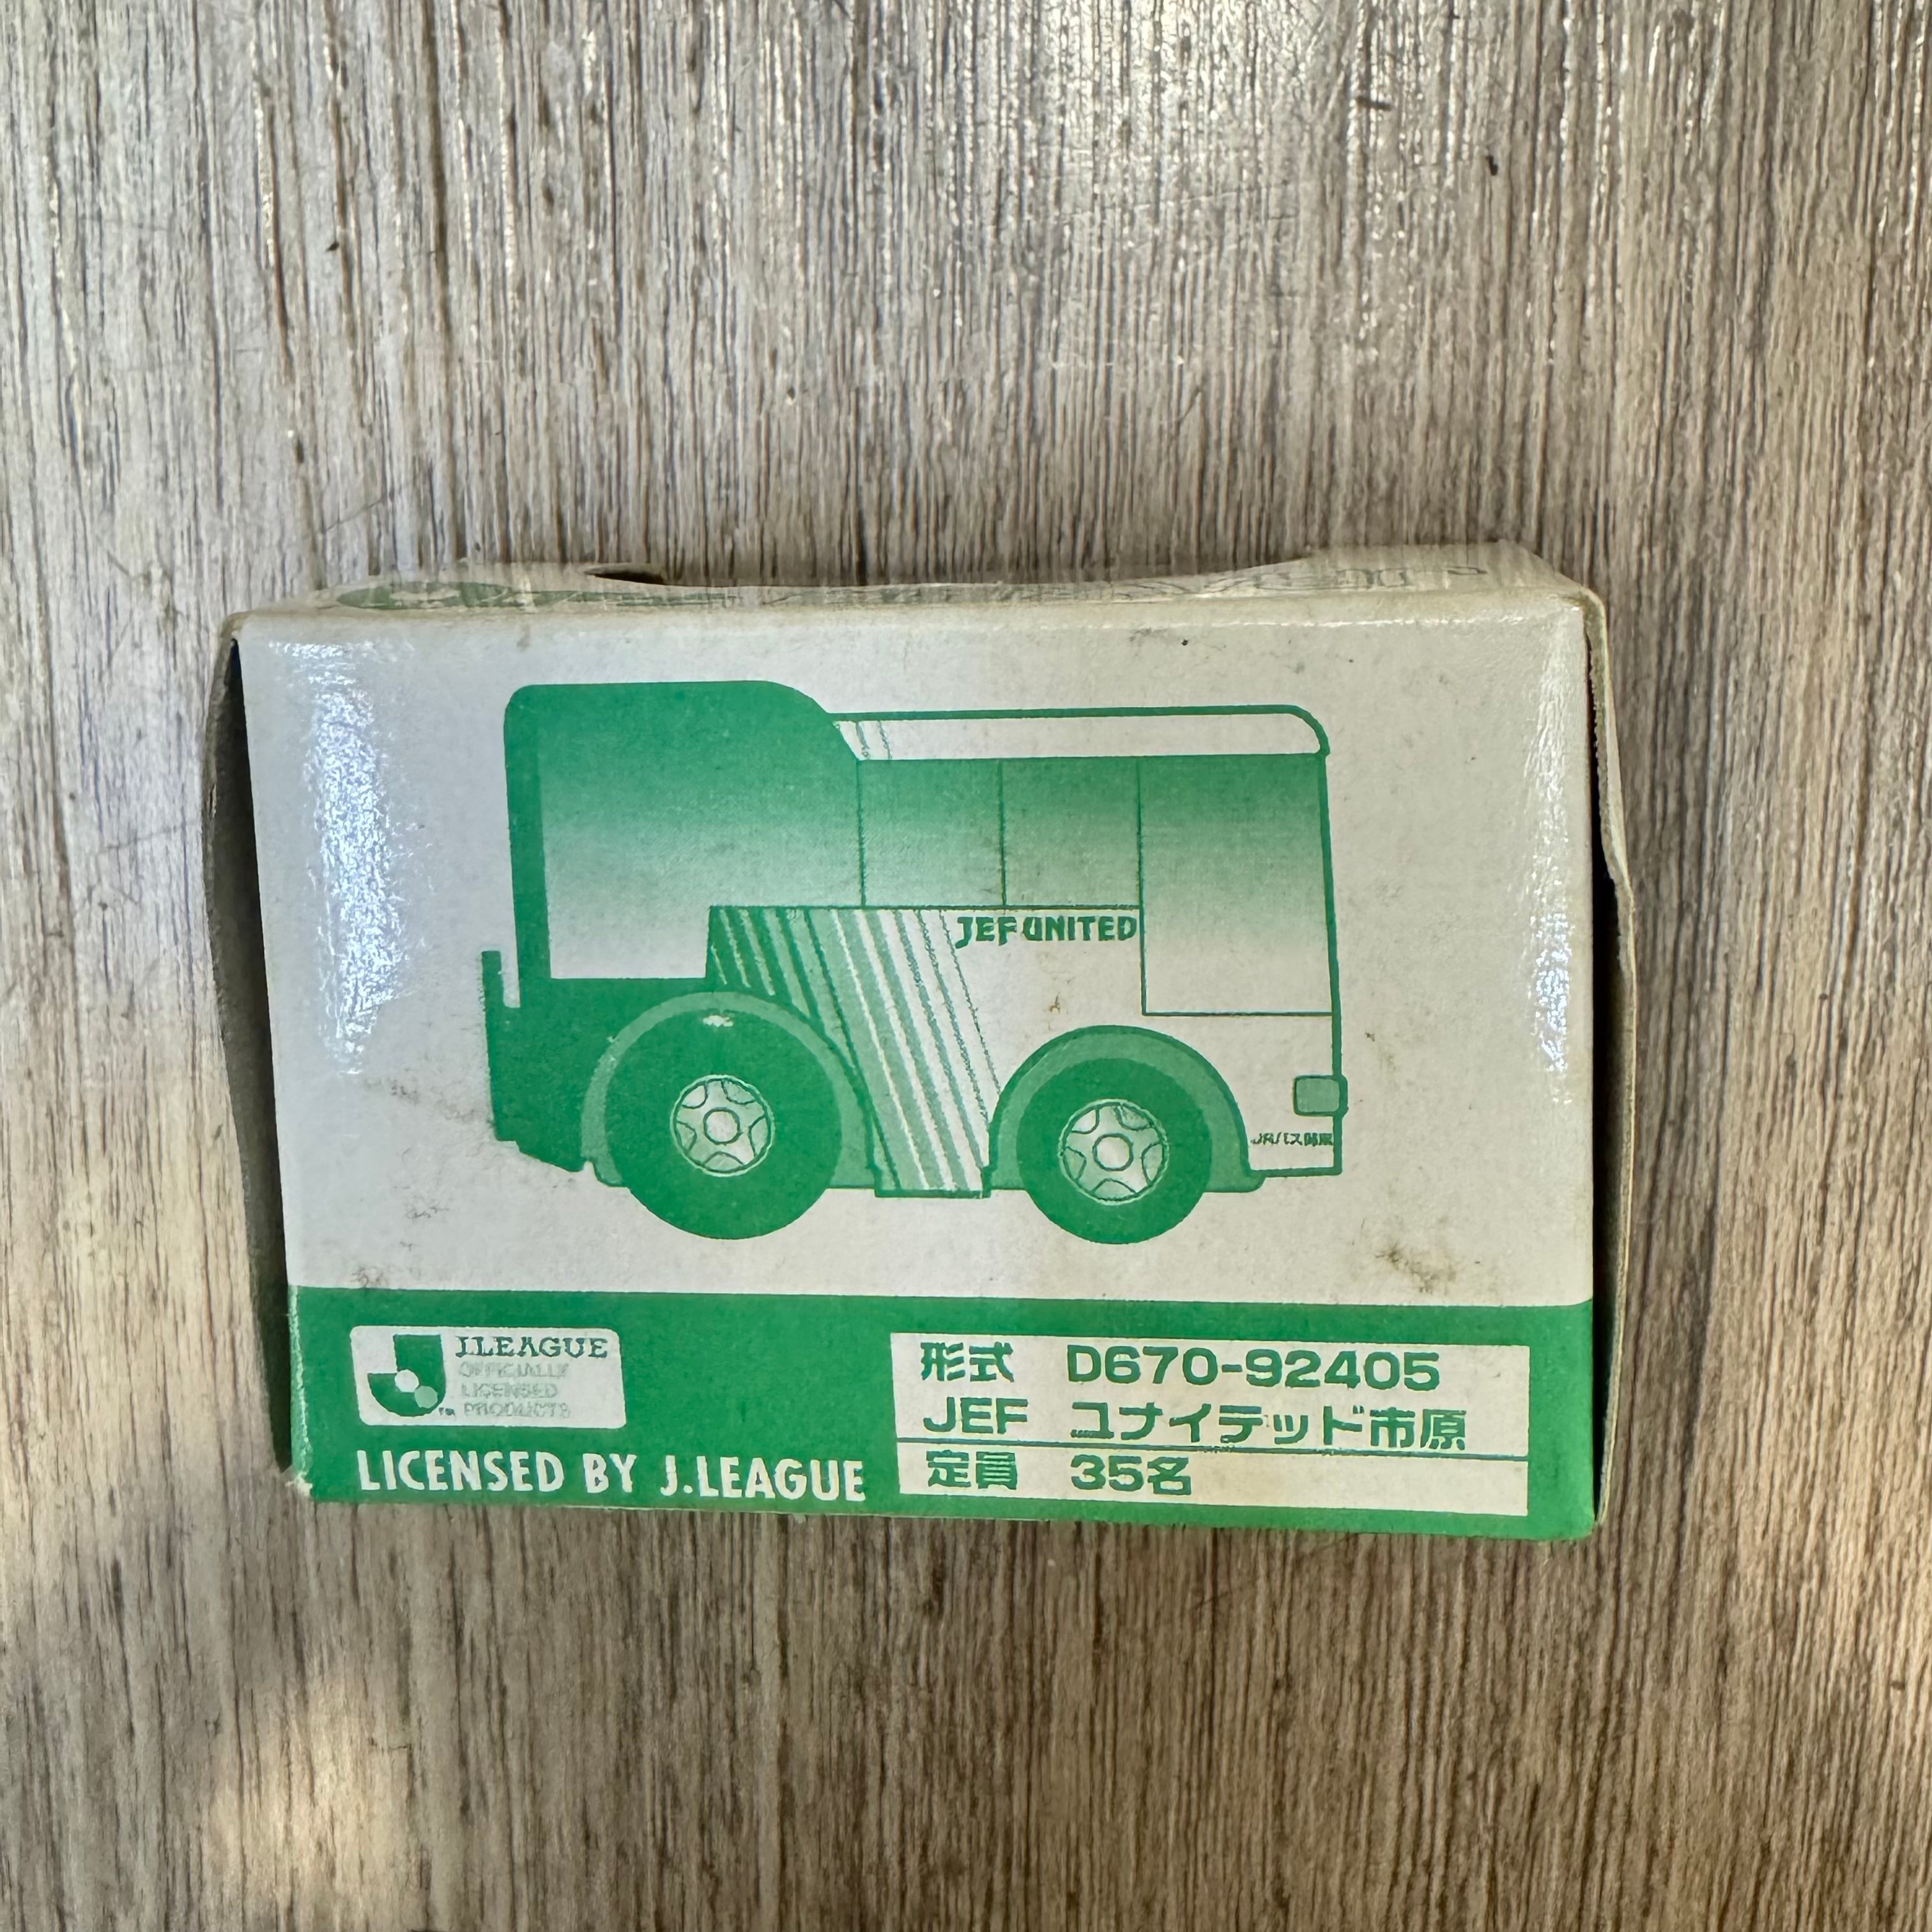 JEF UNITED
JRバス関東
J.LEAGUE
OFFICIALLY
LICENSED
PRODUCTS
TM
LICENSED BY J.LEAGUE
形式 D670-92405
JEF ユナイテッド市原
定員 35名